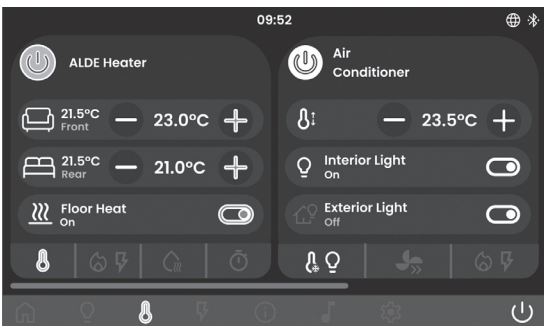 09:52
ALDE Heater
21.5°C
Front
23.0°C
21.5°C
Rear
21.0°C
Floor Heat
On
Air
Conditioner
23.5°C
Interior Light
On
Exterior Light
Off